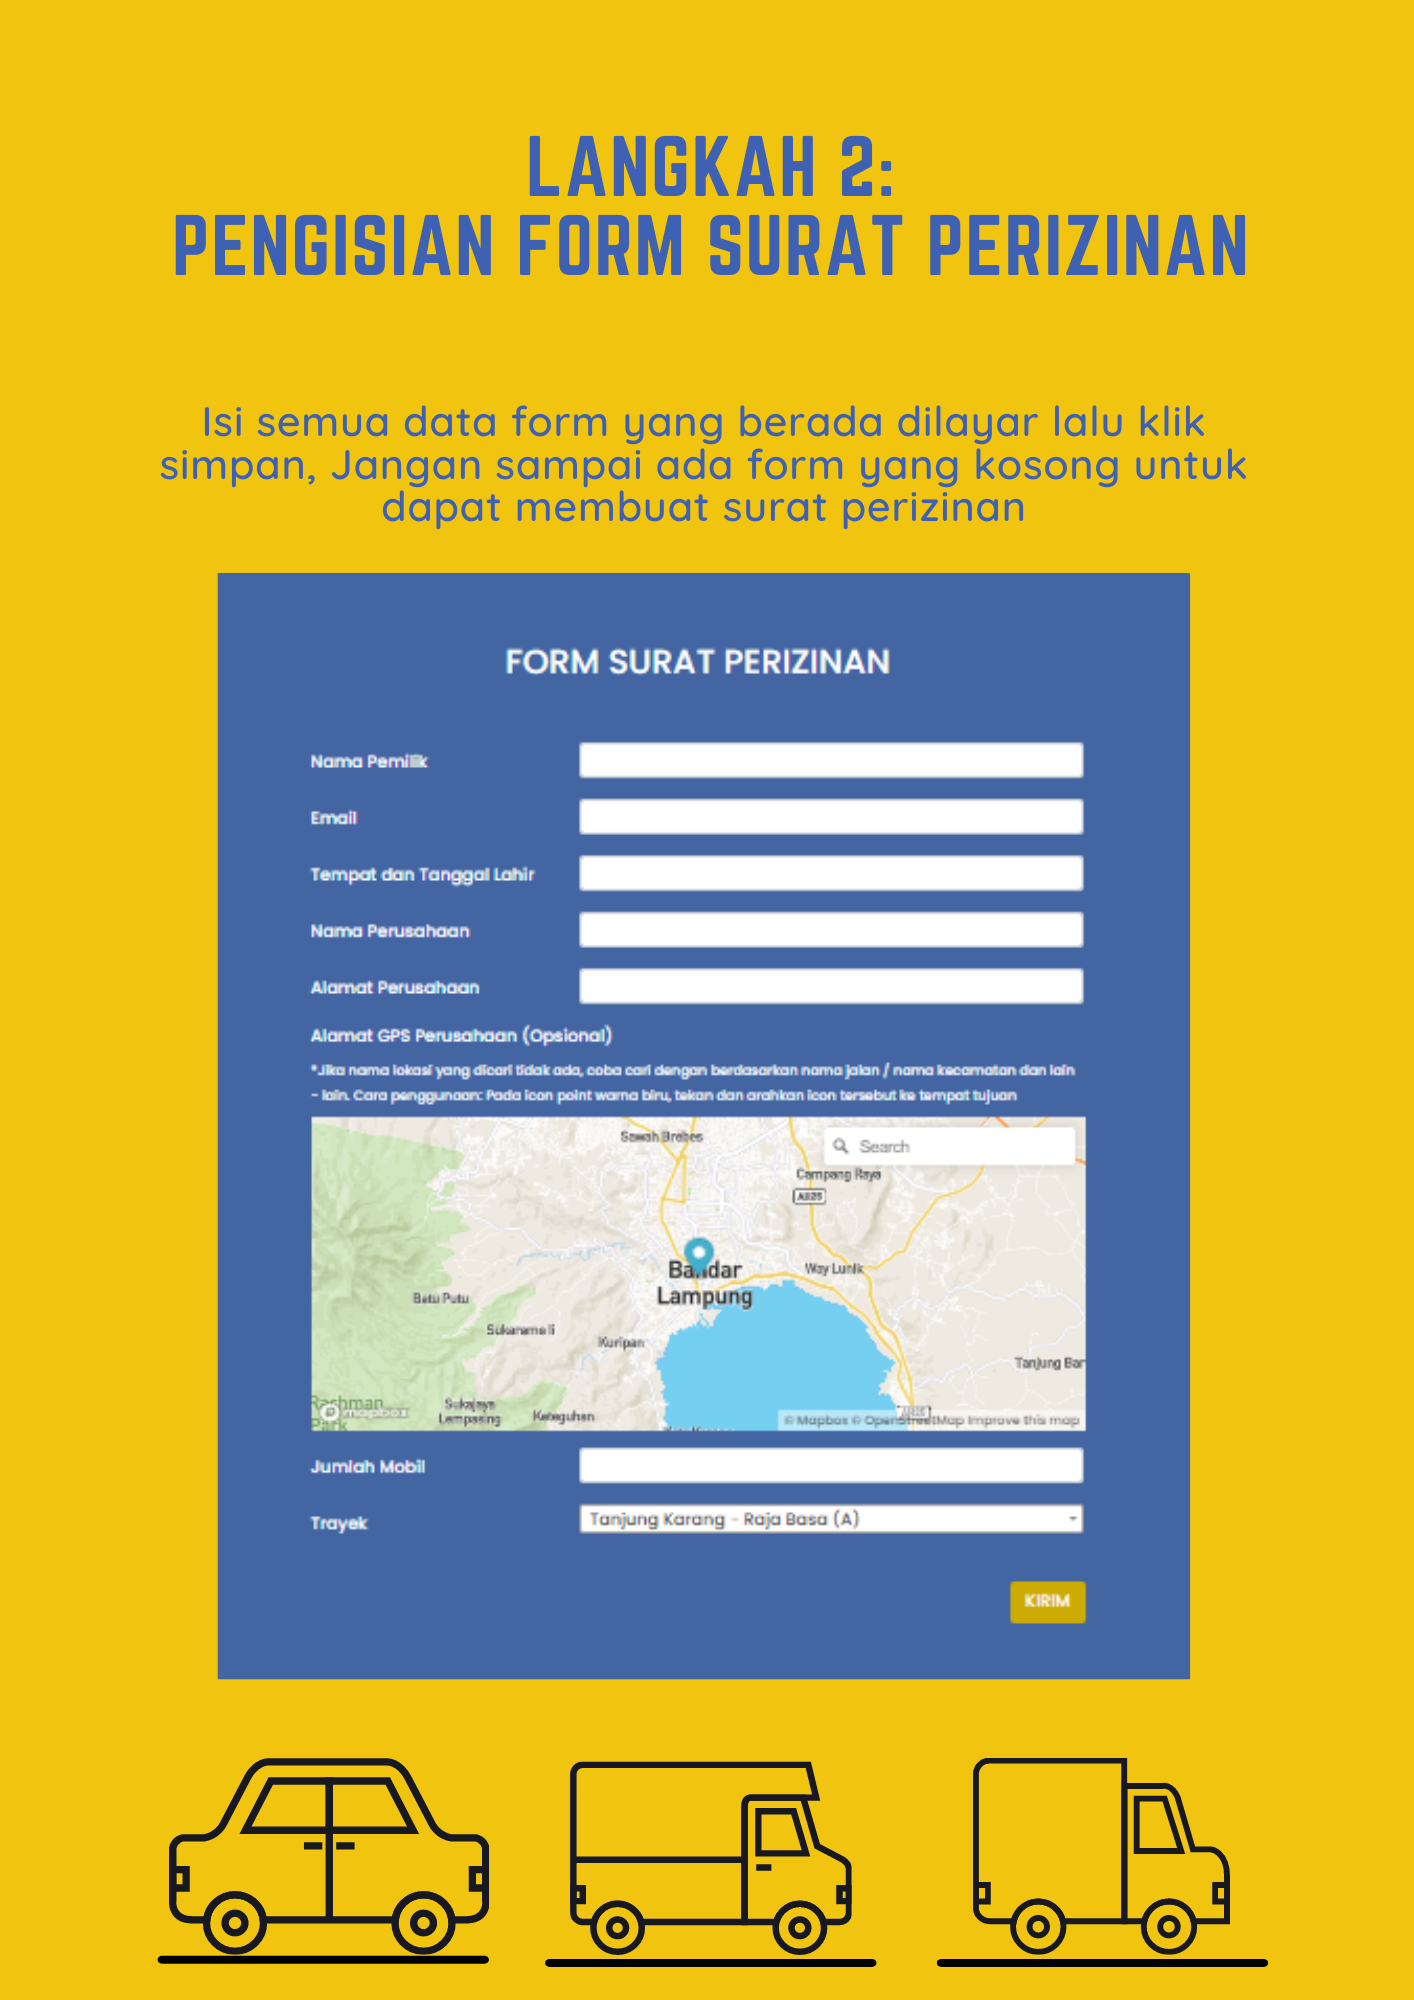 LANGKAH 2:
PENGISIAN FORM SURAT PERIZINAN
Isi semua data form yang berada dilayar lalu klik
simpan, Jangan sampai ada form yang kosong untuk
dapat membuat surat perizinan
FORM SURAT PERIZINAN
Nama Pemilik
Email
Tempat dan Tanggal Lahir
Nama Perusahaan
Alamat Perusahaan
Alamat GPS Perusahaan (Opsional)
*Jika nama lokasi yang dicari tidak ada, coba cari dengan berdasarkan nama jalan / nama kecamatan dan lain
- lain. Cara penggunaan: Pada icon point warna biru, tekan dan arahkan icon tersebut ke tempat tujuan
Sawah Brebes
Search
Campang Raya
Bandar
Lampung
Way Lunik
Batu Putu
Sukarame Ii
Kuripan
Tanjung Bar
Rachman
Park
mapbox
Sukajaya
Lempasing
Keteguhan
© Mapbox © OpenStreetMap Improve this map
Jumlah Mobil
Trayek
Tanjung Karang - Raja Basa (A)
KIRIM